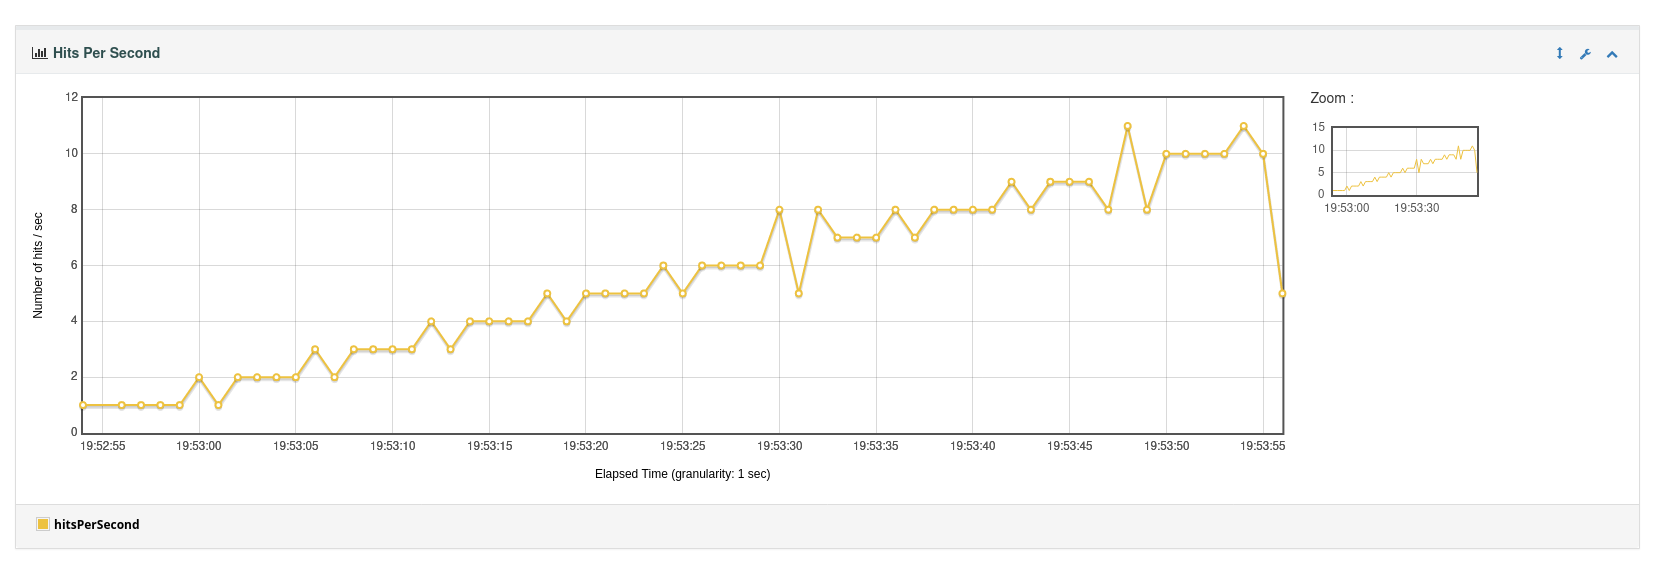 Hits Per Second
Number of hits / sec
12
10
8
6
4
2
0
19:52:55 19:53:00 19:53:05 19:53:10 19:53:15 19:53:20 19:53:25 19:53:30 19:53:35 19:53:40 19:53:45 19:53:50 19:53:55
Elapsed Time (granularity: 1 sec)
Zoom :
15
10
5
0
19:53:00 19:53:30
hitsPerSecond